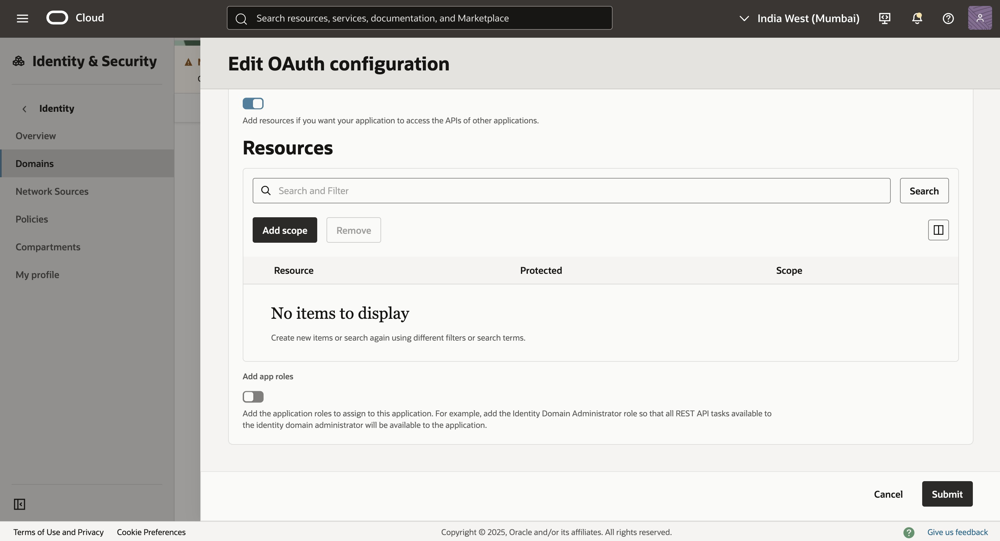 Cloud
Search resources, services, documentation, and Marketplace
India West (Mumbai)
Identity & Security
Identity
Overview
Domains
Network Sources
Policies
Compartments
My profile
Edit OAuth configuration
Add resources if you want your application to access the APIs of other applications.
Resources
Search and Filter
Search
Add scope
Remove
Resource Protected Scope
No items to display
Create new items or search again using different filters or search terms.
Add app roles
Add the application roles to assign to this application. For example, add the Identity Domain Administrator role so that all REST API tasks available to
the identity domain administrator will be available to the application.
Cancel
Submit
Terms of Use and Privacy
Cookie Preferences
Copyright © 2025, Oracle and/or its affiliates. All rights reserved.
Give us feedback